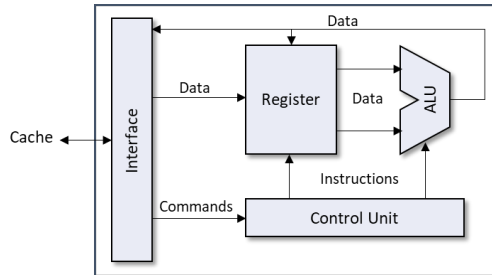 Data
Data
Register
Data
ALU
Cache
Interface
Instructions
Commands
Control Unit